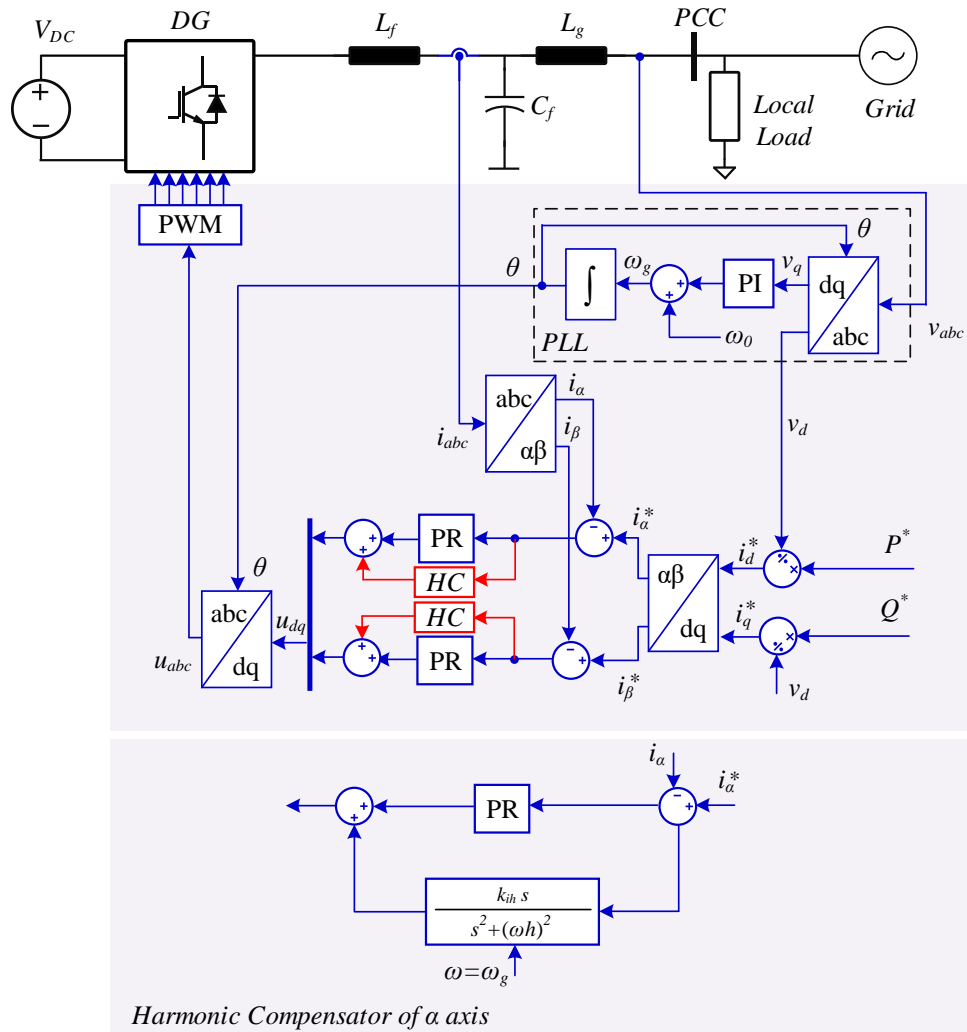 V_DC
DG
L_f
L_g
PCC
+
−
C_f
Local
Load
Grid
PWM
θ
θ
∫
ω_g
+
+
PI
v_q
dq
abc
PLL
ω_0
v_abc
i_abc
abc
αβ
i_α
i_β
v_d
PR
HC
+
+
−
+
i_α^*
i_d^*
%
×
P^*
θ
αβ
dq
i_q^*
%
×
Q^*
abc
dq
u_dq
u_abc
HC
PR
+
+
−
+
i_β^*
v_d
i_α
−
+
i_α^*
PR
+
+
k_ih s
s^2+(ωh)^2
ω=ω_g
Harmonic Compensator of α axis